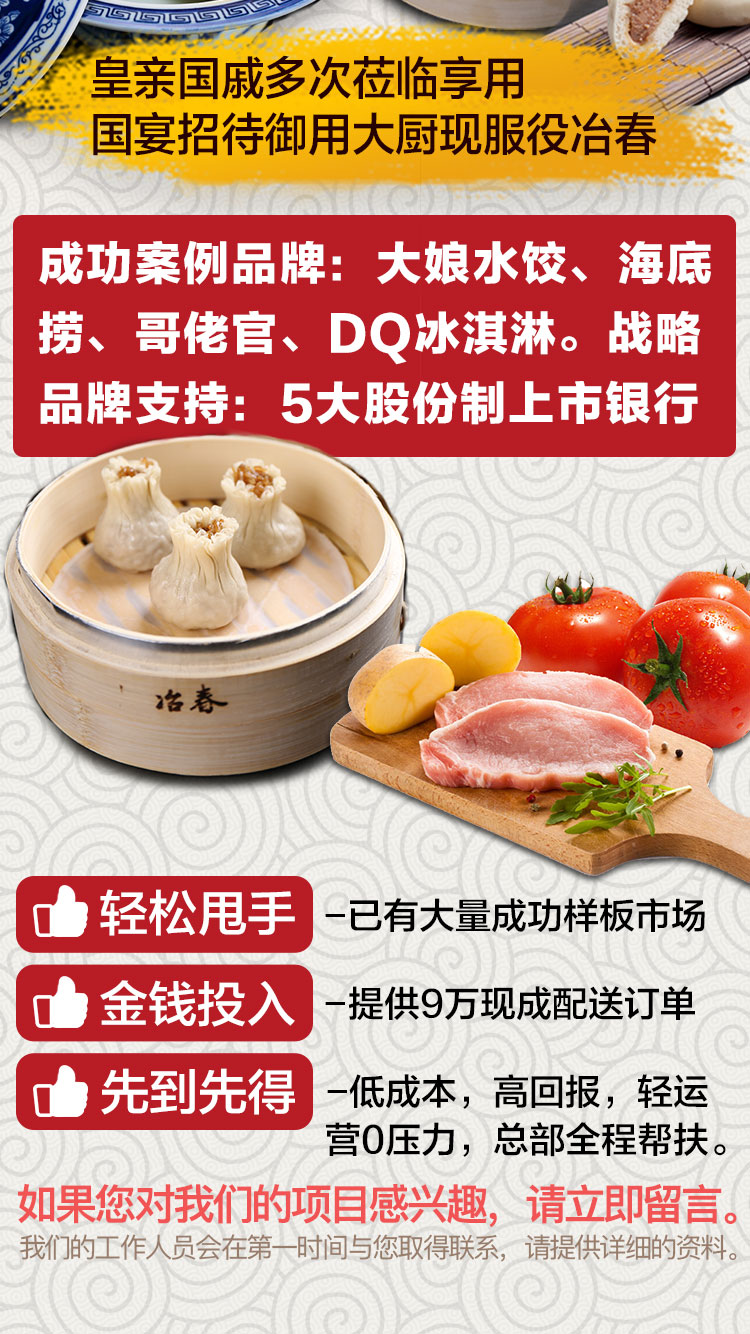 皇亲国戚多次莅临享用
国宴招待御用大厨现服役冶春
成功案例品牌：大娘水饺、海底
捞、哥佬官、DQ冰淇淋。战略
品牌支持：5大股份制上市银行
冶春
轻松甩手 -已有大量成功样板市场
金钱投入 -提供9万现成配送订单
先到先得 -低成本，高回报，轻运
营0压力，总部全程帮扶。
如果您对我们的项目感兴趣，请立即留言。
我们的工作人员会在第一时间与您取得联系，请提供详细的资料。